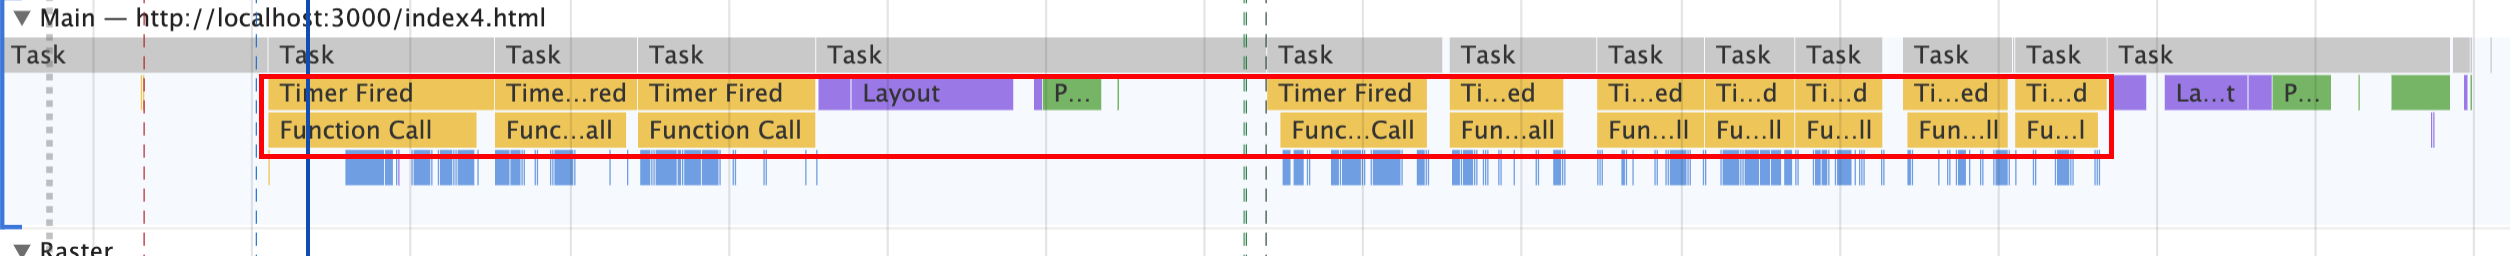 Main — http://localhost:3000/index4.html
Task Task Task Task Task Task Task Task Task Task Task Task Task
Timer Fired Time...red Timer Fired Layout P... Timer Fired Ti...ed Ti...ed Ti...d Ti...d Ti...ed Ti...d La...t P...
Function Call Func...all Function Call Func...Call Fun...all Fun...ll Fu...ll Fu...ll Fun...ll Fu...l
Raster